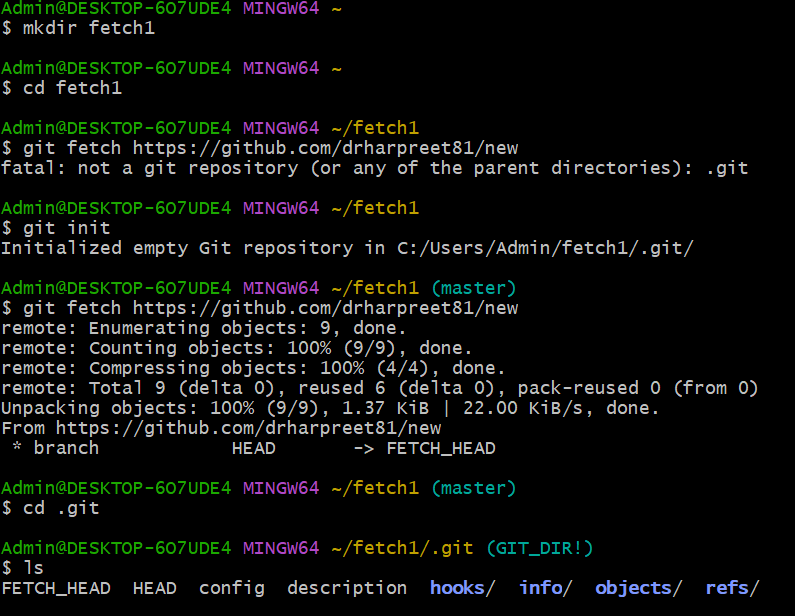 Admin@DESKTOP-6O7UDE4 MINGW64 ~
$ mkdir fetch1
Admin@DESKTOP-6O7UDE4 MINGW64 ~
$ cd fetch1
Admin@DESKTOP-6O7UDE4 MINGW64 ~/fetch1
$ git fetch https://github.com/drharpreet81/new
fatal: not a git repository (or any of the parent directories): .git
Admin@DESKTOP-6O7UDE4 MINGW64 ~/fetch1
$ git init
Initialized empty Git repository in C:/Users/Admin/fetch1/.git/
Admin@DESKTOP-6O7UDE4 MINGW64 ~/fetch1 (master)
$ git fetch https://github.com/drharpreet81/new
remote: Enumerating objects: 9, done.
remote: Counting objects: 100% (9/9), done.
remote: Compressing objects: 100% (4/4), done.
remote: Total 9 (delta 0), reused 6 (delta 0), pack-reused 0 (from 0)
Unpacking objects: 100% (9/9), 1.37 KiB | 22.00 KiB/s, done.
From https://github.com/drharpreet81/new
 * branch            HEAD       -> FETCH_HEAD
Admin@DESKTOP-6O7UDE4 MINGW64 ~/fetch1 (master)
$ cd .git
Admin@DESKTOP-6O7UDE4 MINGW64 ~/fetch1/.git (GIT_DIR!)
$ ls
FETCH_HEAD  HEAD  config  description  hooks/  info/  objects/  refs/